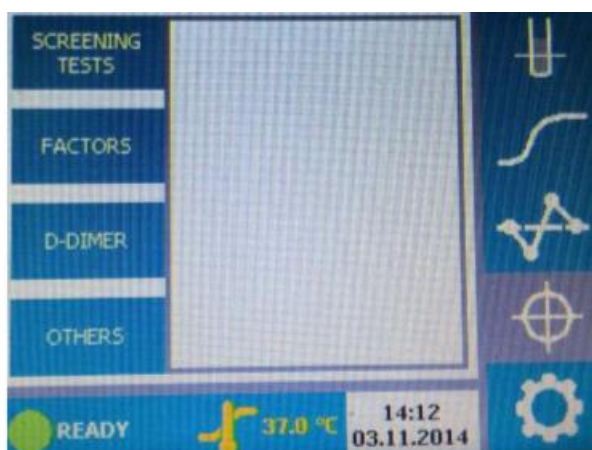 SCREENING
TESTS
FACTORS
D-DIMER
OTHERS
READY
37.0 °C
14:12
03.11.2014